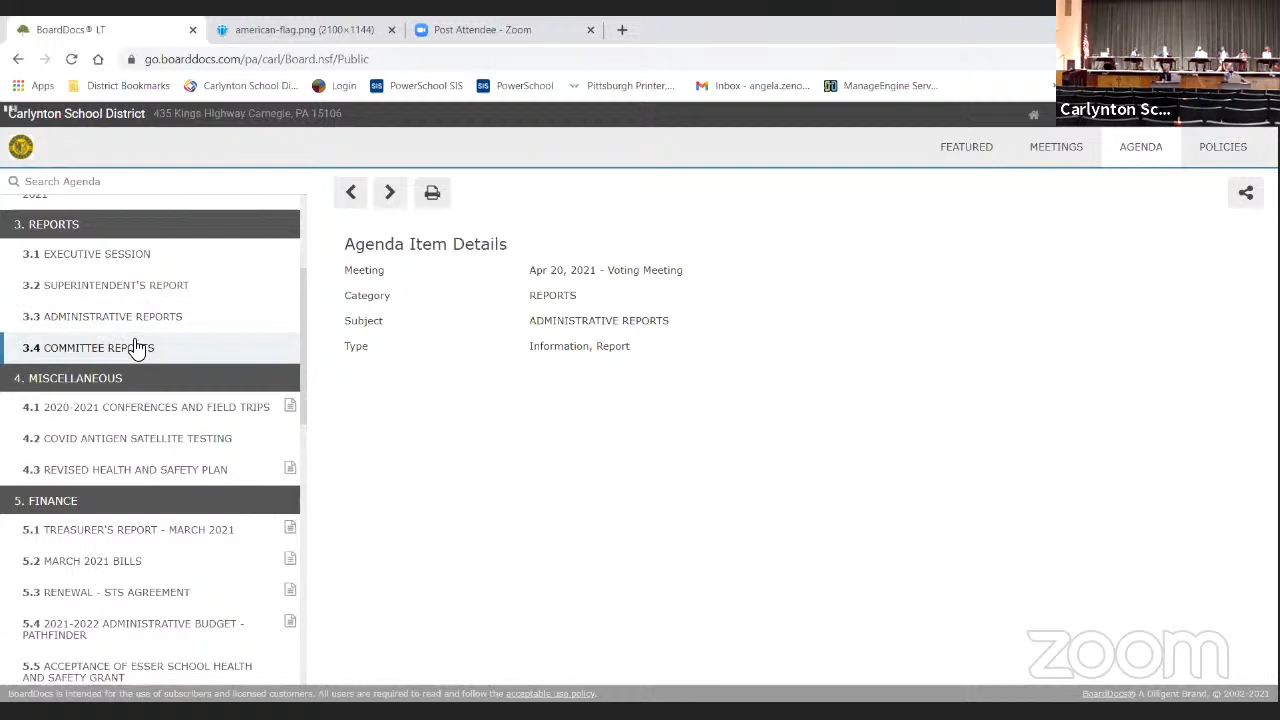 BoardDocs® LT
american-flag.png (2100×1144)
Post Attendee - Zoom
go.boarddocs.com/pa/carl/Board.nsf/Public
Apps
District Bookmarks
Carlynton School Di...
Login
SIS
SIS
Pittsburgh Printer,...
Inbox - angela.z
ManageEngine Serv...
Carlynton Sc...
Carlynton School District
435 Kings Highway Carnegie, PA 15106
FEATURED
MEETINGS
AGENDA
POLICIES
Search Agenda
2021
3. REPORTS
3.1 EXECUTIVE SESSION
3.2 SUPERINTENDENT'S REPORT
3.3 ADMINISTRATIVE REPORTS
3.4 COMMITTEE REPORTS
4. MISCELLANEOUS
4.1 2020-2021 CONFERENCES AND FIELD TRIPS
4.2 COVID ANTIGEN SATELLITE TESTING
4.3 REVISED HEALTH AND SAFETY PLAN
5. FINANCE
5.1 TREASURER'S REPORT - MARCH 2021
5.2 MARCH 2021 BILLS
5.3 RENEWAL - STS AGREEMENT
5.4 2021-2022 ADMINISTRATIVE BUDGET -
PATHFINDER
5.5 ACCEPTANCE OF ESSER SCHOOL HEALTH
AND SAFETY GRANT
Agenda Item Details
Meeting
Apr 20, 2021 - Voting Meeting
Category
REPORTS
Subject
ADMINISTRATIVE REPORTS
Type
Information, Report
zoom
BoardDocs is intended for the use of subscribers and licensed customers. All users are required to read and follow the acceptable use policy.
BoardDocs® A Diligent Brand, © 2002-2021